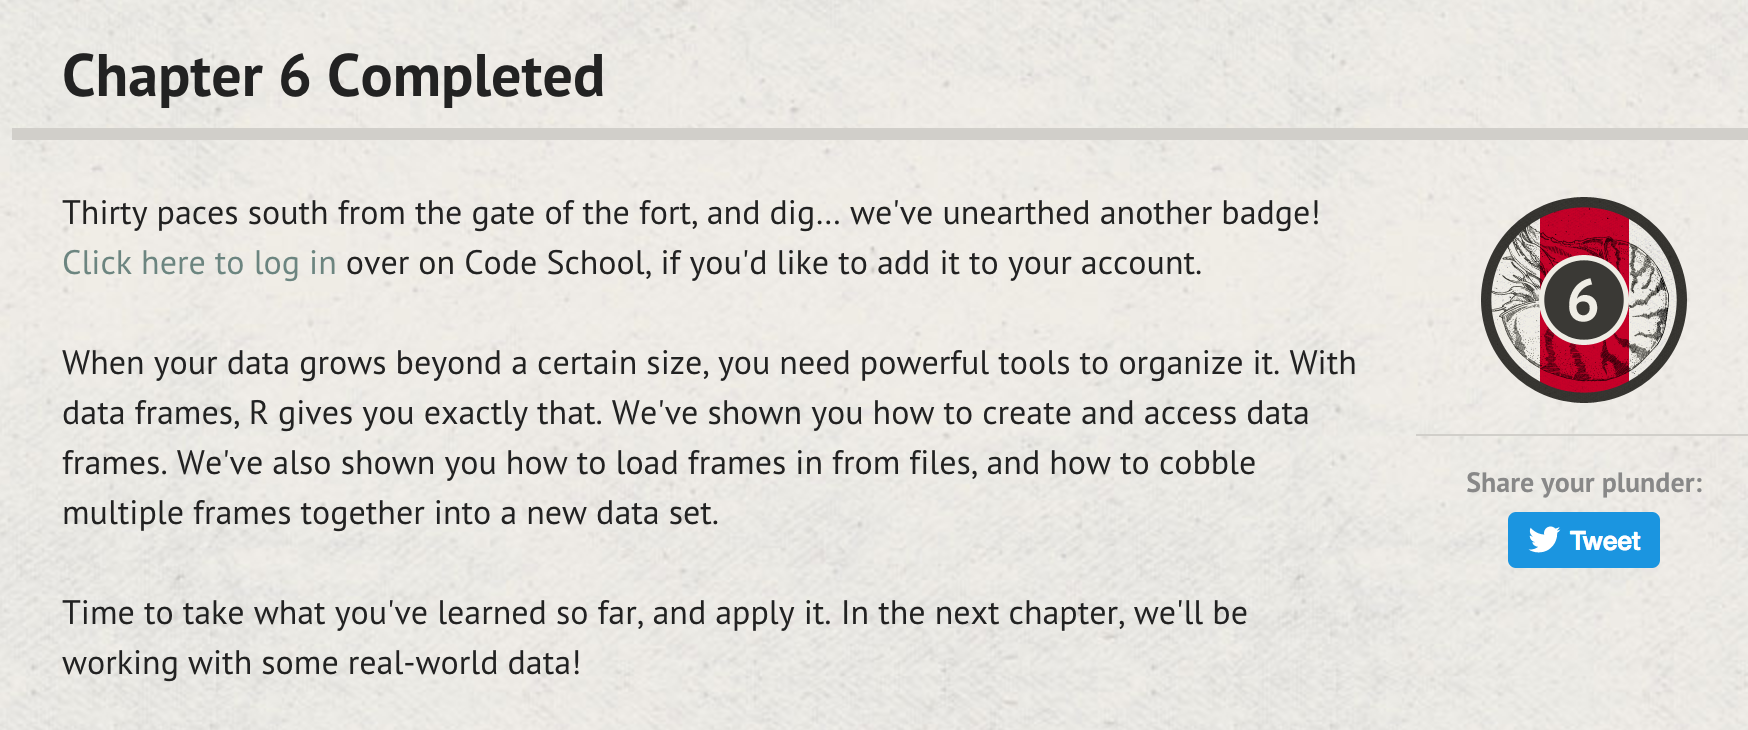 Chapter 6 Completed
Thirty paces south from the gate of the fort, and dig... we've unearthed another badge!
Click here to log in over on Code School, if you'd like to add it to your account.
When your data grows beyond a certain size, you need powerful tools to organize it. With
data frames, R gives you exactly that. We've shown you how to create and access data
frames. We've also shown you how to load frames in from files, and how to cobble
multiple frames together into a new data set.
Time to take what you've learned so far, and apply it. In the next chapter, we'll be
working with some real-world data!
6
Share your plunder:
Tweet